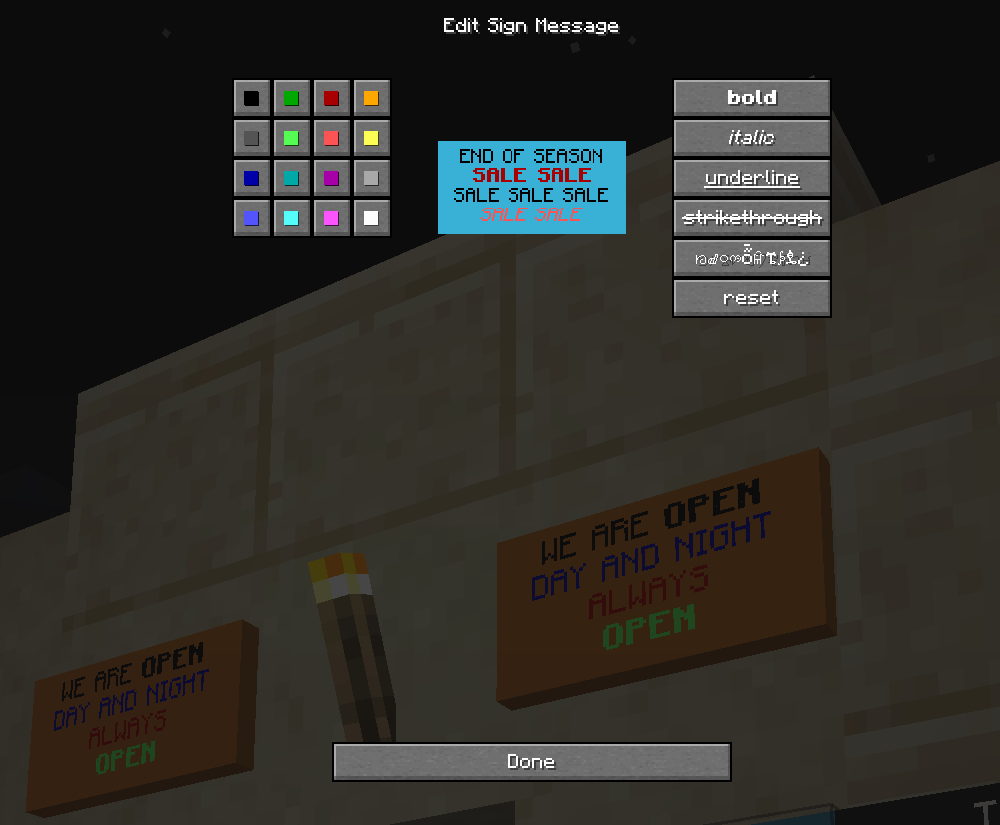 Edit Sign Message
END OF SEASON
SALE SALE
SALE SALE SALE
SALE SALE
bold
italic
underline
strikethrough
reset
WE ARE OPEN
DAY AND NIGHT
ALWAYS
OPEN
WE ARE OPEN
DAY AND NIGHT
ALWAYS
OPEN
Done